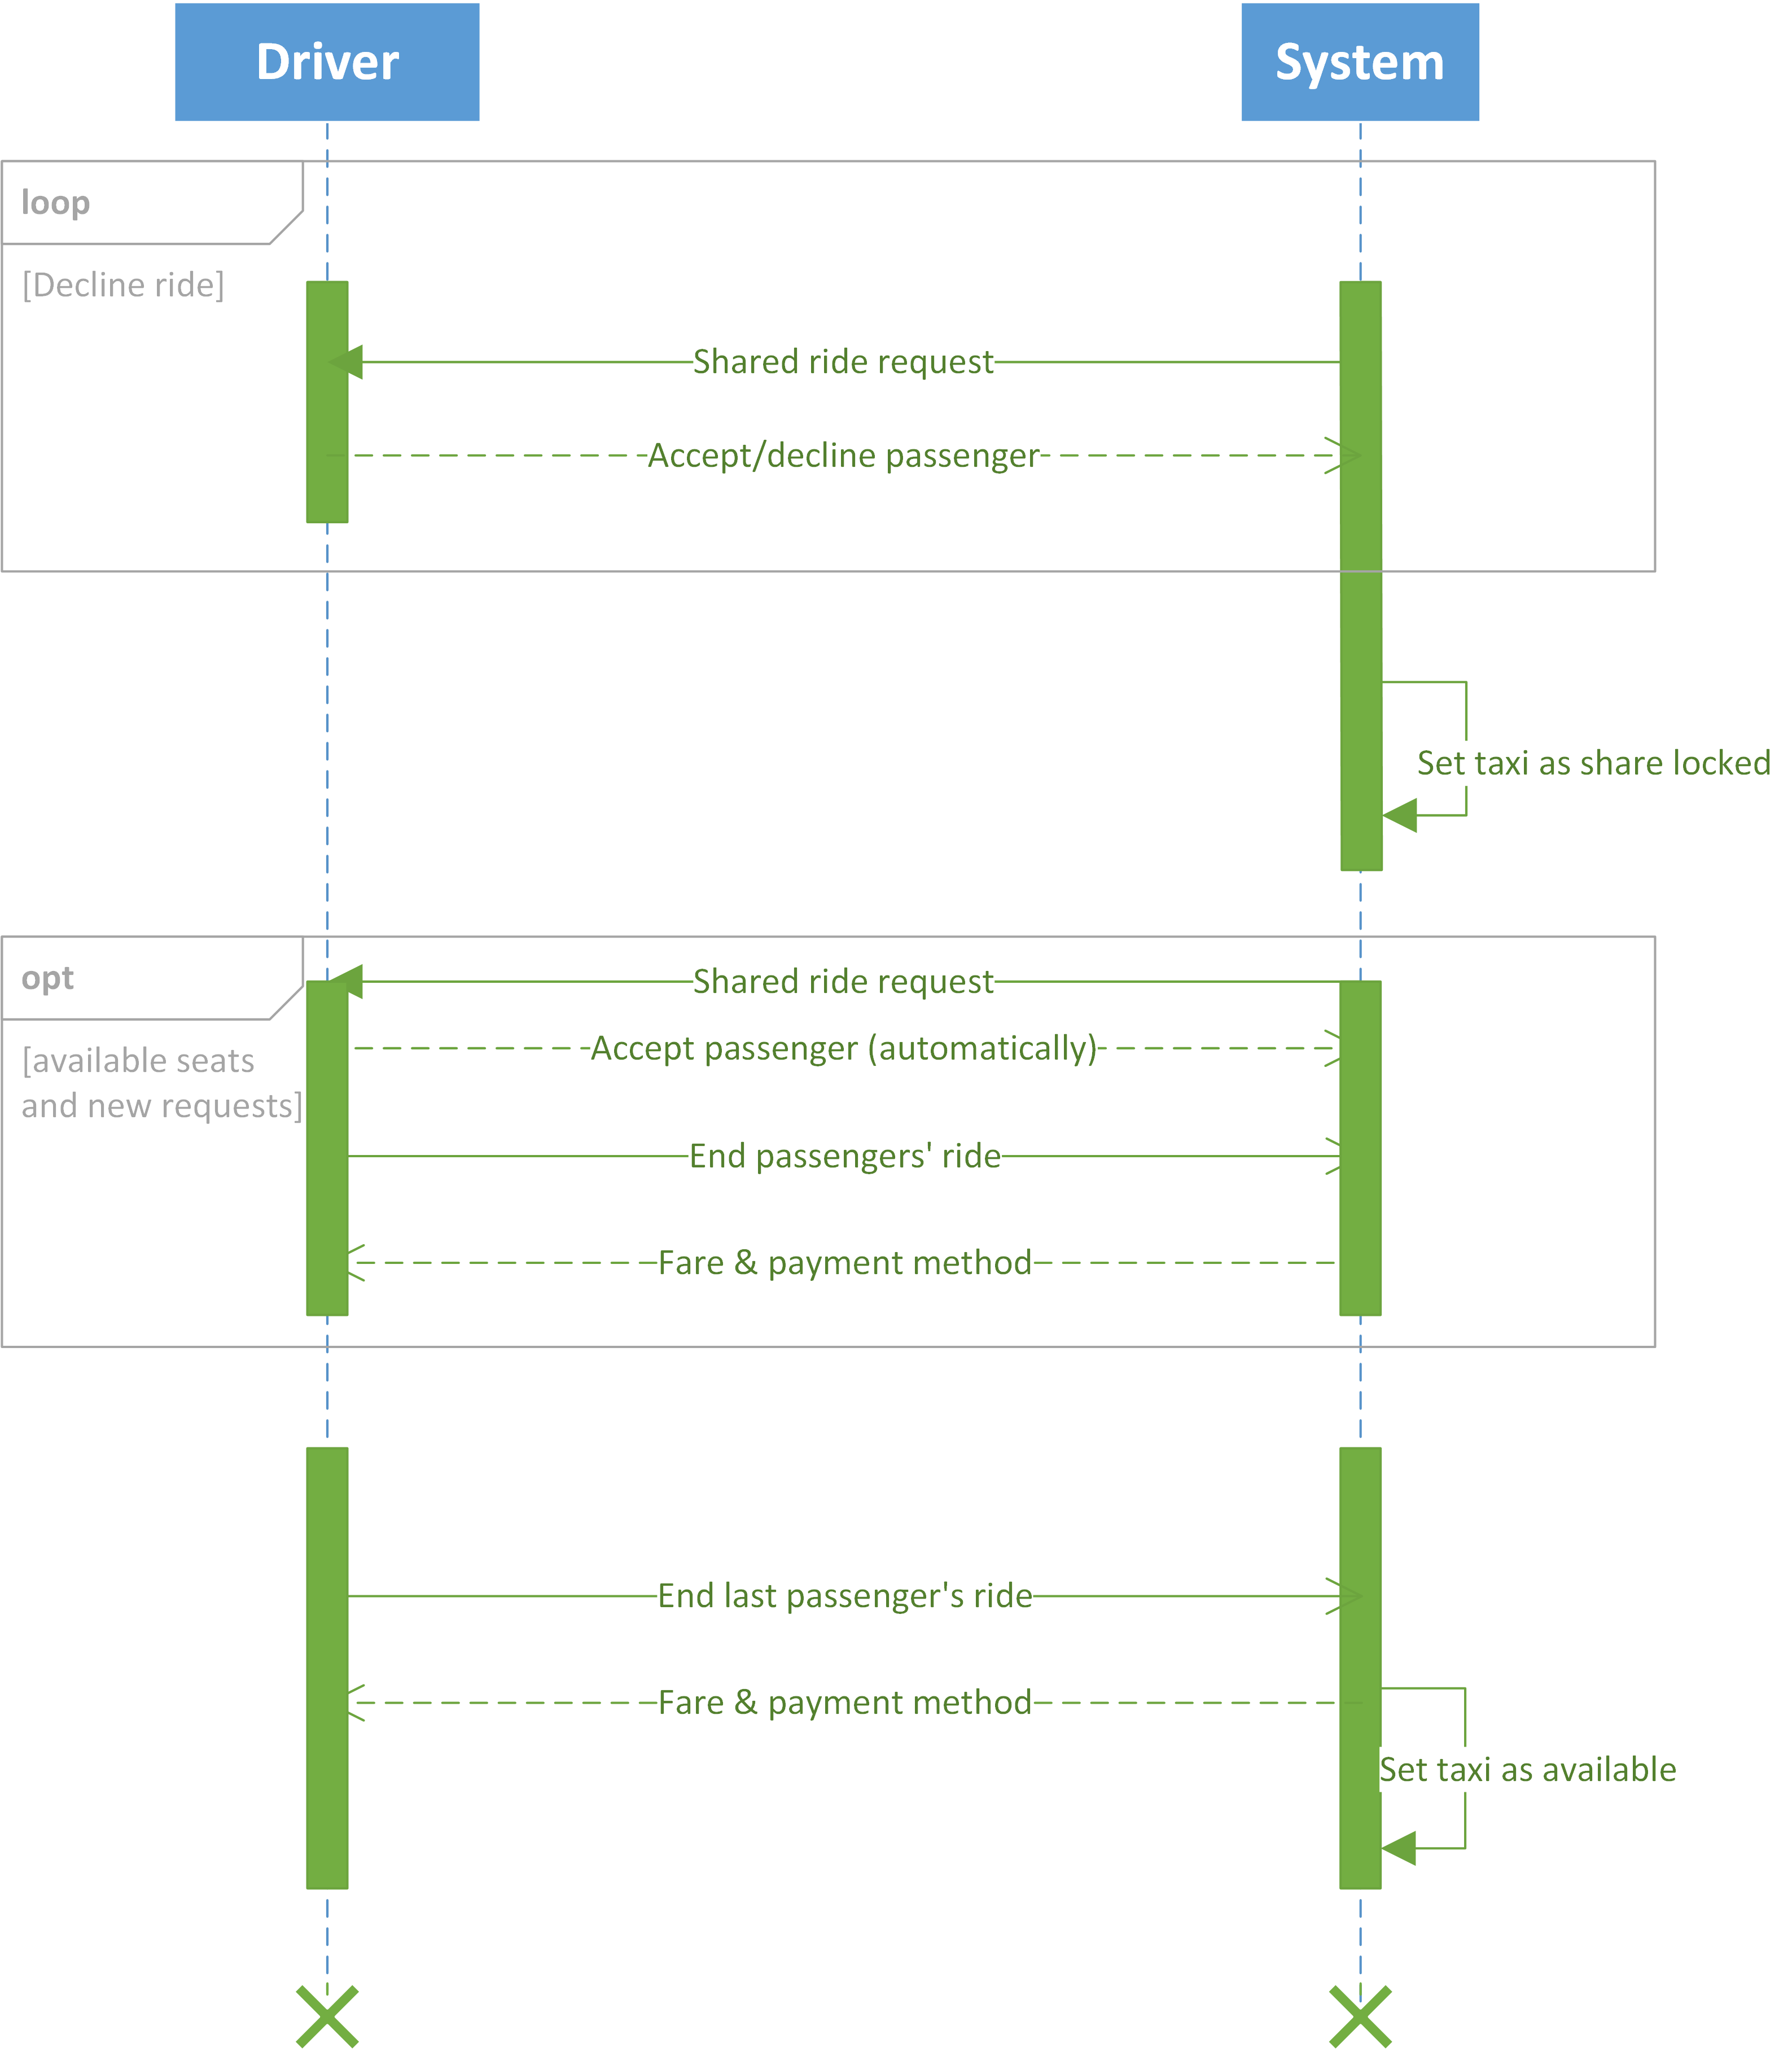 Driver
System
loop
[Decline ride]
Shared ride request
Accept/decline passenger
Set taxi as share locked
opt
Shared ride request
[available seats
and new requests]
Accept passenger (automatically)
End passengers' ride
Fare & payment method
End last passenger's ride
Fare & payment method
Set taxi as available